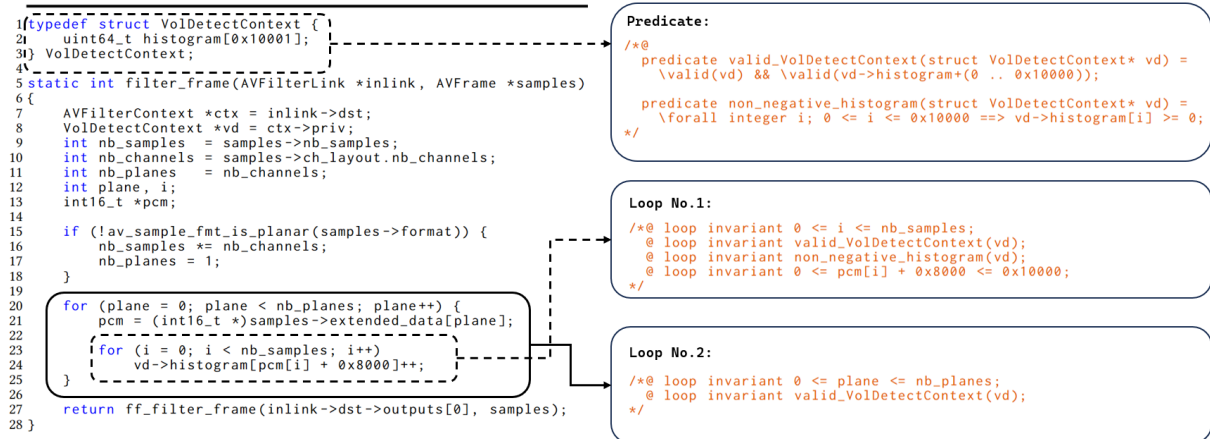 1 typedef struct VolDetectContext {
2     uint64_t histogram[0x10001];
3 } VolDetectContext;
4
5 static int filter_frame(AVFilterLink *inlink, AVFrame *samples)
6 {
7     AVFilterContext *ctx = inlink->dst;
8     VolDetectContext *vd = ctx->priv;
9     int nb_samples  = samples->nb_samples;
10     int nb_channels = samples->ch_layout.nb_channels;
11     int nb_planes   = nb_channels;
12     int plane, i;
13     int16_t *pcm;
14
15     if (!av_sample_fmt_is_planar(samples->format)) {
16         nb_samples *= nb_channels;
17         nb_planes = 1;
18     }
19
20     for (plane = 0; plane < nb_planes; plane++) {
21         pcm = (int16_t *)samples->extended_data[plane];
22
23         for (i = 0; i < nb_samples; i++)
24             vd->histogram[pcm[i] + 0x8000]++;
25     }
26
27     return ff_filter_frame(inlink->dst->outputs[0], samples);
28 }
Predicate:
/*@
  predicate valid_VolDetectContext(struct VolDetectContext* vd) =
    \valid(vd) && \valid(vd->histogram+(0 .. 0x10000));
  predicate non_negative_histogram(struct VolDetectContext* vd) =
    \forall integer i; 0 <= i <= 0x10000 ==> vd->histogram[i] >= 0;
*/
Loop No.1:
/*@ loop invariant 0 <= i <= nb_samples;
  @ loop invariant valid_VolDetectContext(vd);
  @ loop invariant non_negative_histogram(vd);
  @ loop invariant 0 <= pcm[i] + 0x8000 <= 0x10000;
*/
Loop No.2:
/*@ loop invariant 0 <= plane <= nb_planes;
  @ loop invariant valid_VolDetectContext(vd);
*/